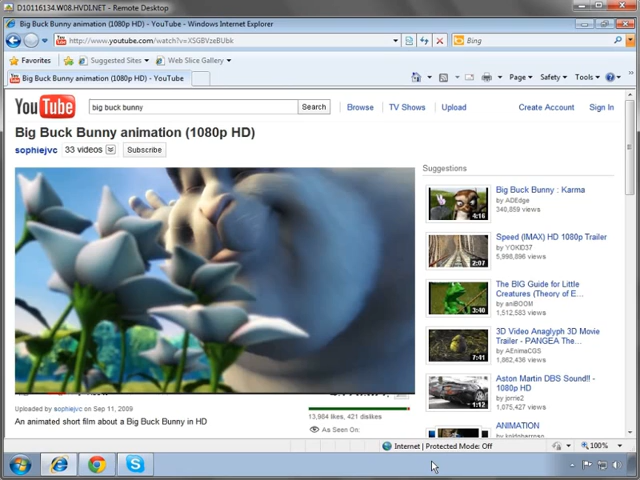 D10116134.W08.HVDI.NET - Remote Desktop
Big Buck Bunny animation (1080p HD) - YouTube - Windows Internet Explorer
http://www.youtube.com/watch?v=XSGBVzeBUbk
Bing
Favorites
Suggested Sites
Web Slice Gallery
Big Buck Bunny animation (1080p HD) - YouTube
Page
Safety
Tools
YouTube
big buck bunny
Search
Browse
TV Shows
Upload
Create Account
Sign In
Big Buck Bunny animation (1080p HD)
sophiejvc
33 videos
Subscribe
Suggestions
4:16
Big Buck Bunny : Karma
by ADEdge
340,859 views
2:07
Speed (IMAX) HD 1080p Trailer
by YOKID37
5,998,896 views
3:40
The BIG Guide for Little
Creatures (Theory of E...
by aniBOOM
1,512,583 views
7:41
3D Video Anaglyph 3D Movie
Trailer - PANGEA The...
by AEnimaCGS
1,882,436 views
1:12
Aston Martin DBS Sound!! -
1080p HD
by jorrie2
1,075,427 views
ANIMATION
Uploaded by sophiejvc on Sep 11, 2009
13,964 likes, 421 dislikes
An animated short film about a Big Buck Bunny in HD
As Seen On:
Internet | Protected Mode: Off
100%